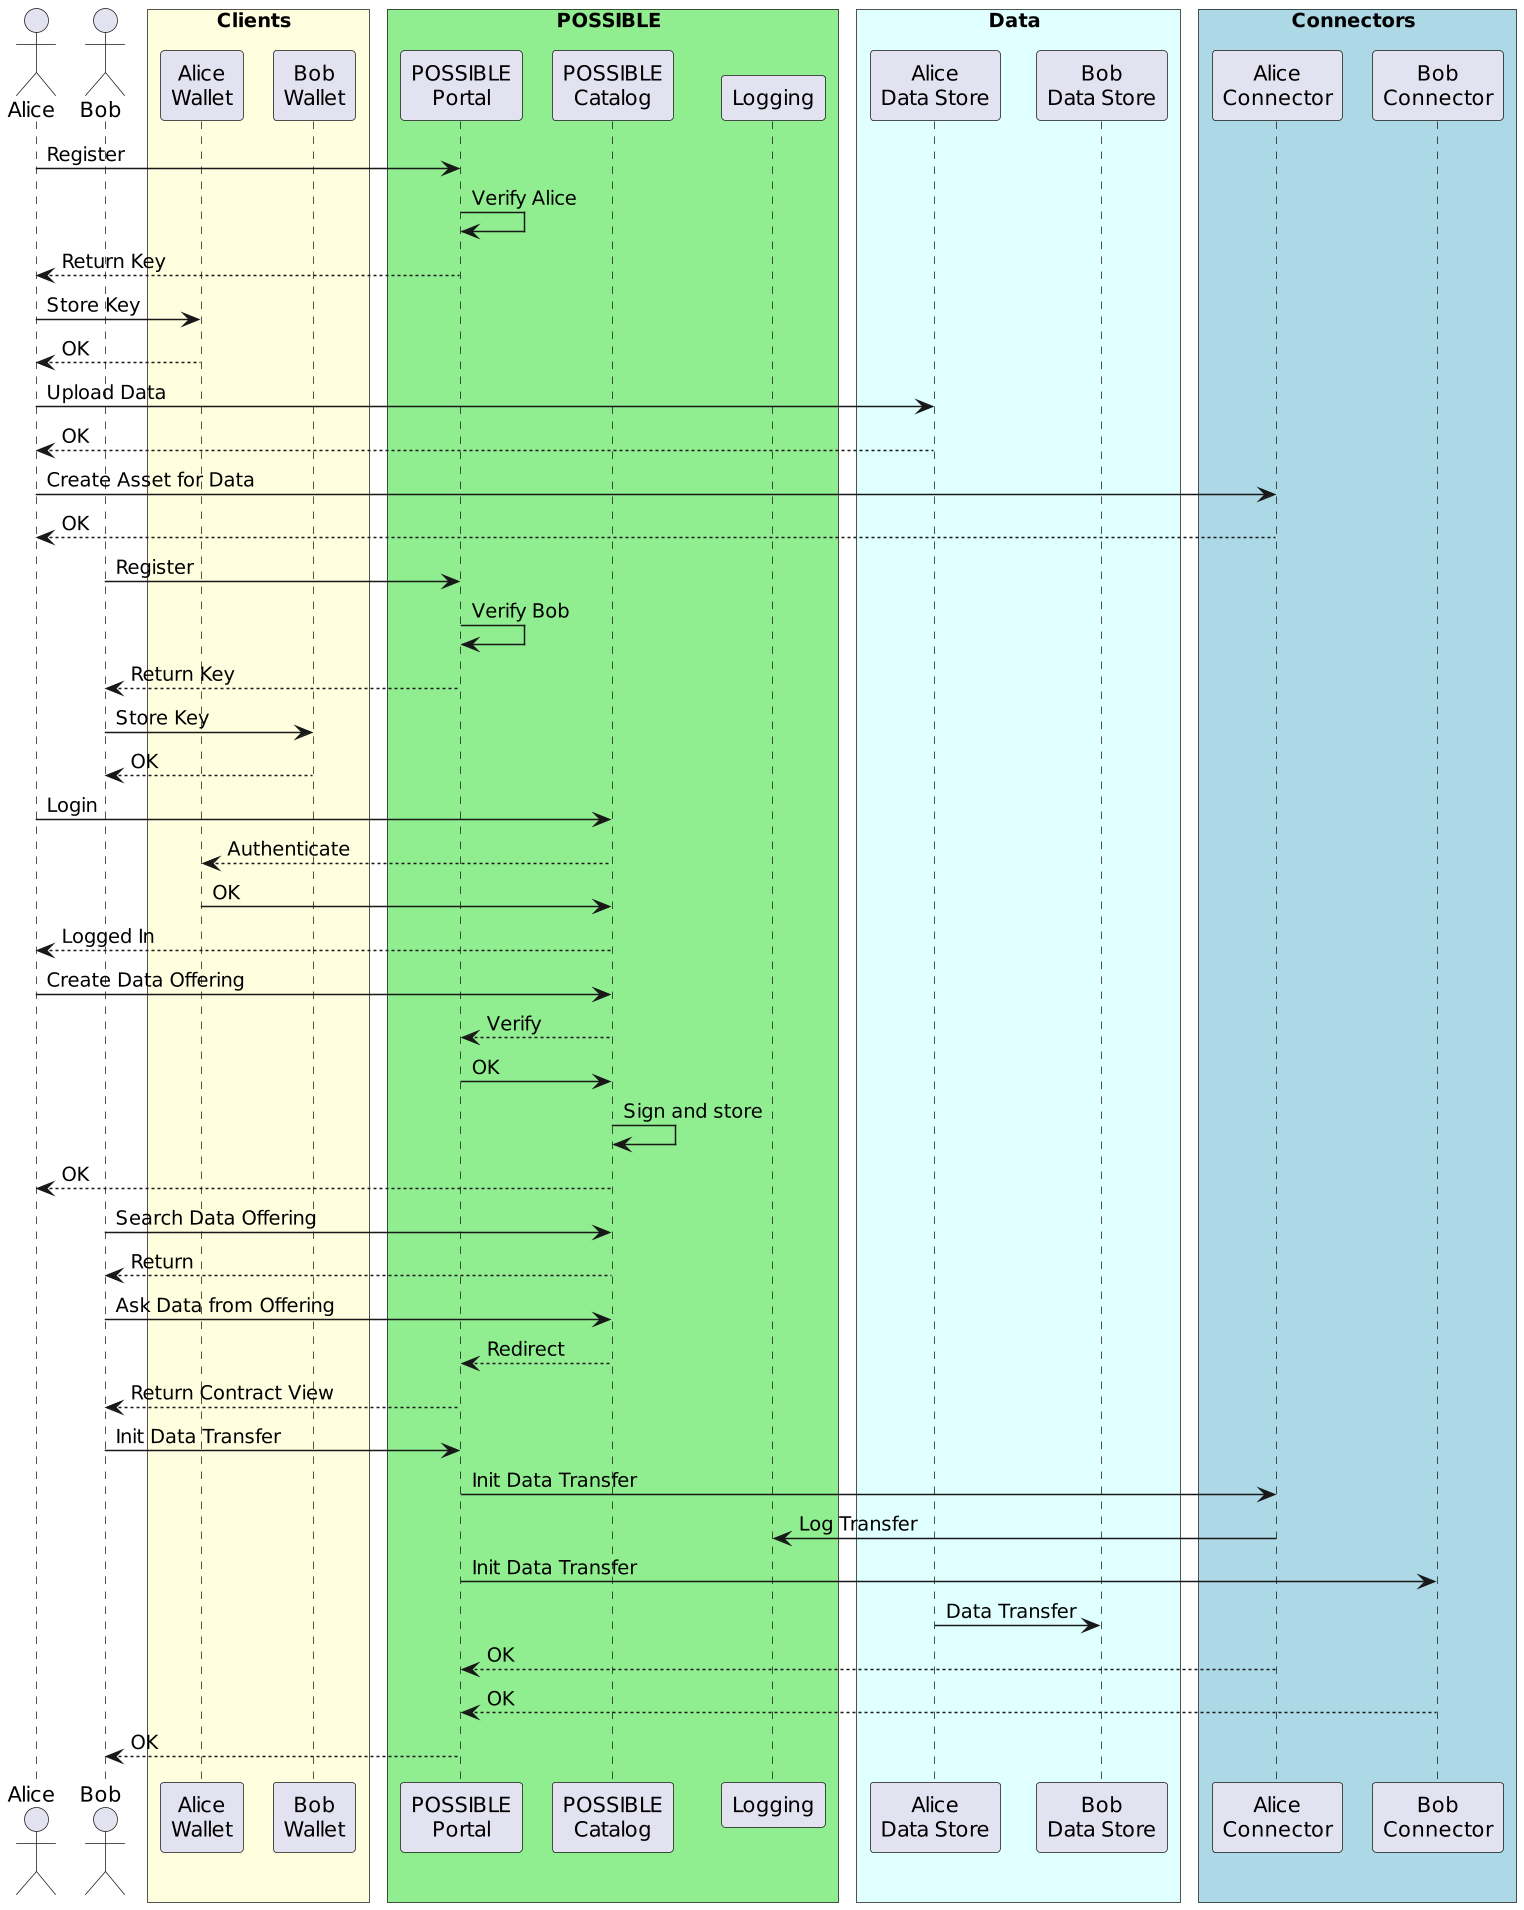 Clients
POSSIBLE
Data
Connectors
Alice
Bob
Alice
Wallet
Bob
Wallet
POSSIBLE
Portal
POSSIBLE
Catalog
Logging
Alice
Data Store
Bob
Data Store
Alice
Connector
Bob
Connector
Register
Verify Alice
Return Key
Store Key
OK
Upload Data
OK
Create Asset for Data
OK
Register
Verify Bob
Return Key
Store Key
OK
Login
Authenticate
OK
Logged In
Create Data Offering
Verify
OK
Sign and store
OK
Search Data Offering
Return
Ask Data from Offering
Redirect
Return Contract View
Init Data Transfer
Init Data Transfer
Log Transfer
Init Data Transfer
Data Transfer
OK
OK
OK
Alice
Bob
Alice
Wallet
Bob
Wallet
POSSIBLE
Portal
POSSIBLE
Catalog
Logging
Alice
Data Store
Bob
Data Store
Alice
Connector
Bob
Connector